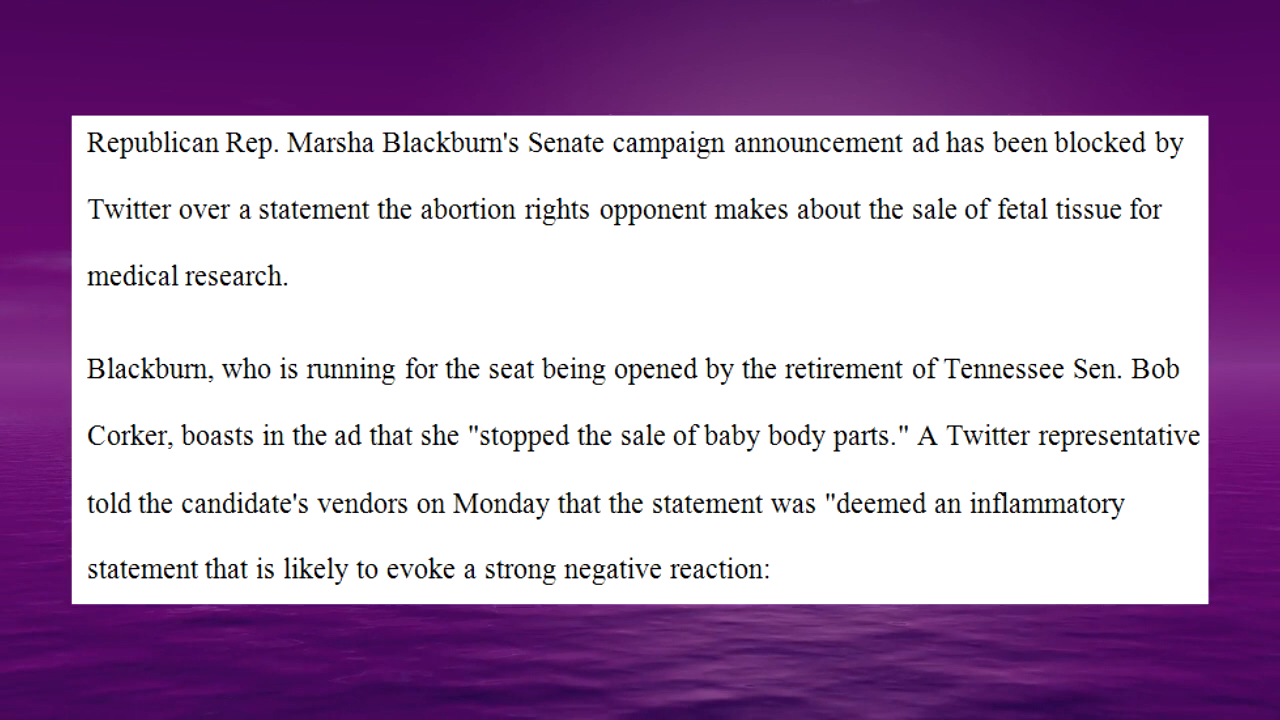 Republican Rep. Marsha Blackburn's Senate campaign announcement ad has been blocked by
Twitter over a statement the abortion rights opponent makes about the sale of fetal tissue for
medical research.
Blackburn, who is running for the seat being opened by the retirement of Tennessee Sen. Bob
Corker, boasts in the ad that she "stopped the sale of baby body parts." A Twitter representative
told the candidate's vendors on Monday that the statement was "deemed an inflammatory
statement that is likely to evoke a strong negative reaction: